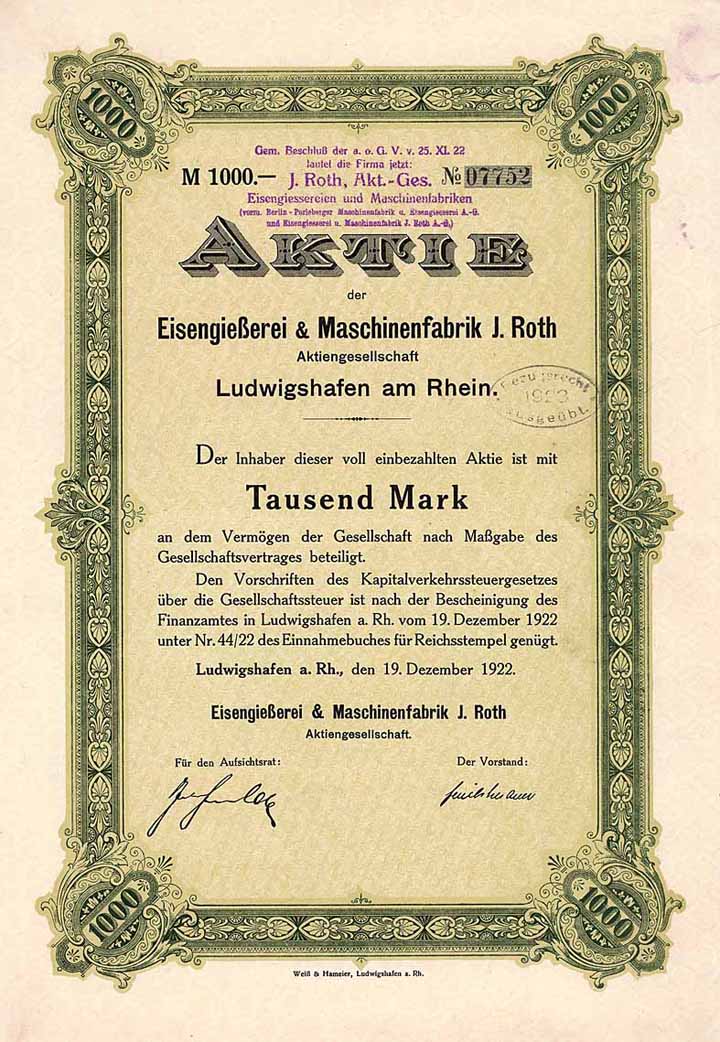 1000
1000
Gem. Beschluß der a. o. G. V. v. 25. XI. 22
lautet die Firma jetzt:
M 1000.— J. Roth, Akt.-Ges. № 07752
Eisengiessereien und Maschinenfabriken
(vorm. Berlin - Perleberger Maschinenfabrik u. Eisengiesserei A.-G.
und Eisengiesserei u. Maschinenfabrik J. Roth A.-G.)
AKTIE
der
Eisengießerei & Maschinenfabrik J. Roth
Aktiengesellschaft
Ludwigshafen am Rhein.
Bezugsrecht
1923
ausgeübt.
Der Inhaber dieser voll einbezahlten Aktie ist mit
Tausend Mark
an dem Vermögen der Gesellschaft nach Maßgabe des
Gesellschaftsvertrages beteiligt.
Den Vorschriften des Kapitalverkehrssteuergesetzes
über die Gesellschaftssteuer ist nach der Bescheinigung des
Finanzamtes in Ludwigshafen a. Rh. vom 19. Dezember 1922
unter Nr. 44/22 des Einnahmebuches für Reichsstempel genügt.
Ludwigshafen a. Rh., den 19. Dezember 1922.
Eisengießerei & Maschinenfabrik J. Roth
Aktiengesellschaft.
Für den Aufsichtsrat: Der Vorstand:
1000
1000
Weiß & Hameier, Ludwigshafen a. Rh.